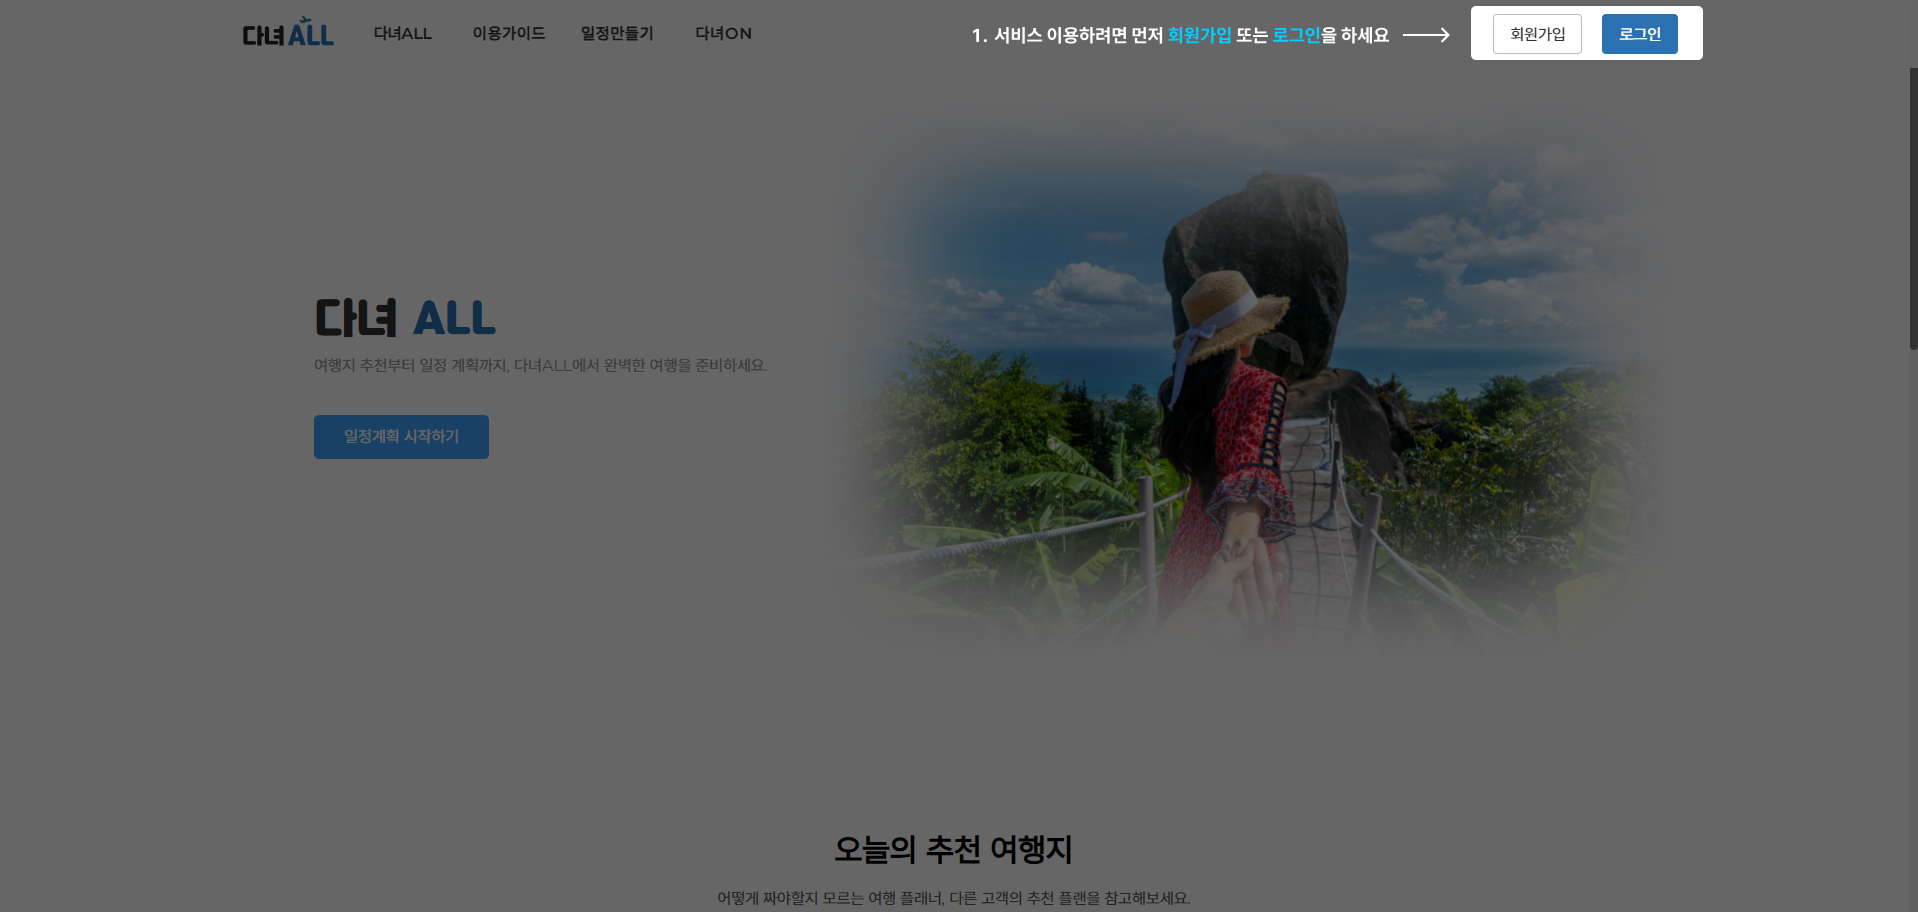 다녀ALL 다녀ALL 이용가이드 일정만들기 다녀ON 1. 서비스 이용하려면 먼저 회원가입 또는 로그인을 하세요 회원가입 로그인
다녀 ALL
여행지 추천부터 일정 계획까지, 다녀ALL에서 완벽한 여행을 준비하세요.
일정계획 시작하기
오늘의 추천 여행지
어떻게 짜야할지 모르는 여행 플래너, 다른 고객의 추천 플랜을 참고해보세요.